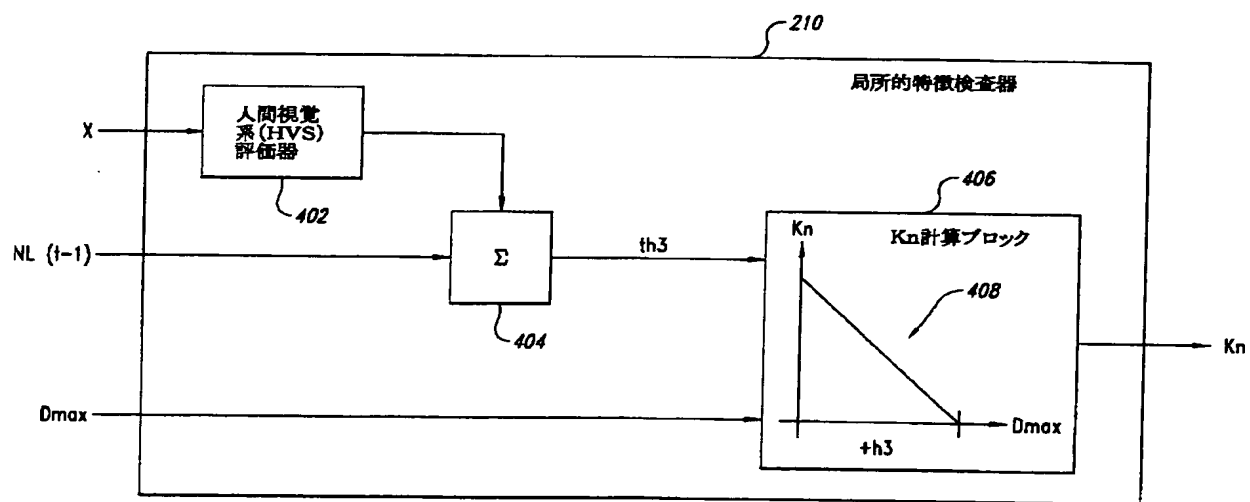 210
局所的特徴検査器
人間視覚
系(HVS)
評価器
X
402
406
Kn計算ブロック
Kn
NL (t-1)
Σ
th3
408
404
Kn
Dmax
Dmax
+h3